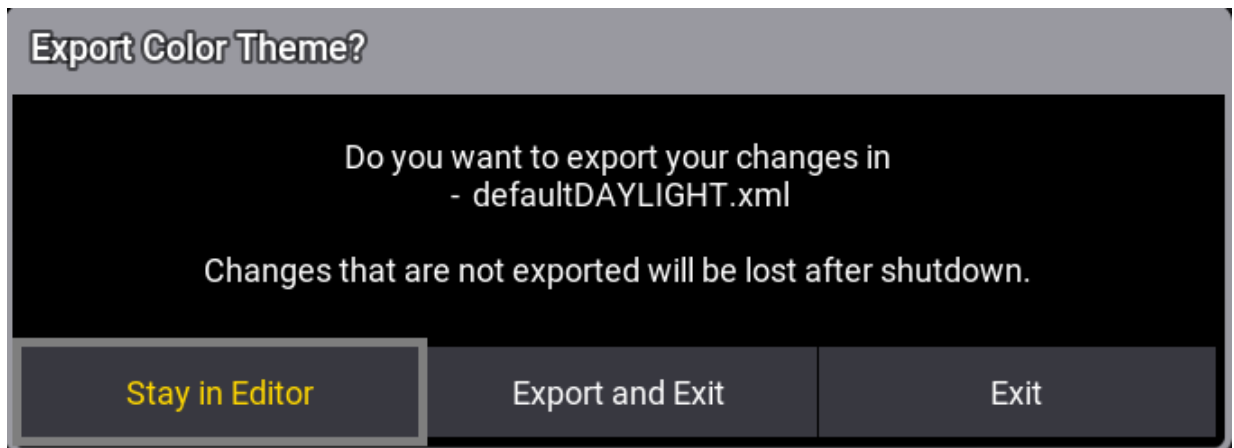 Export Color Theme?
Do you want to export your changes in
- defaultDAYLIGHT.xml
Changes that are not exported will be lost after shutdown.
Stay in Editor
Export and Exit
Exit